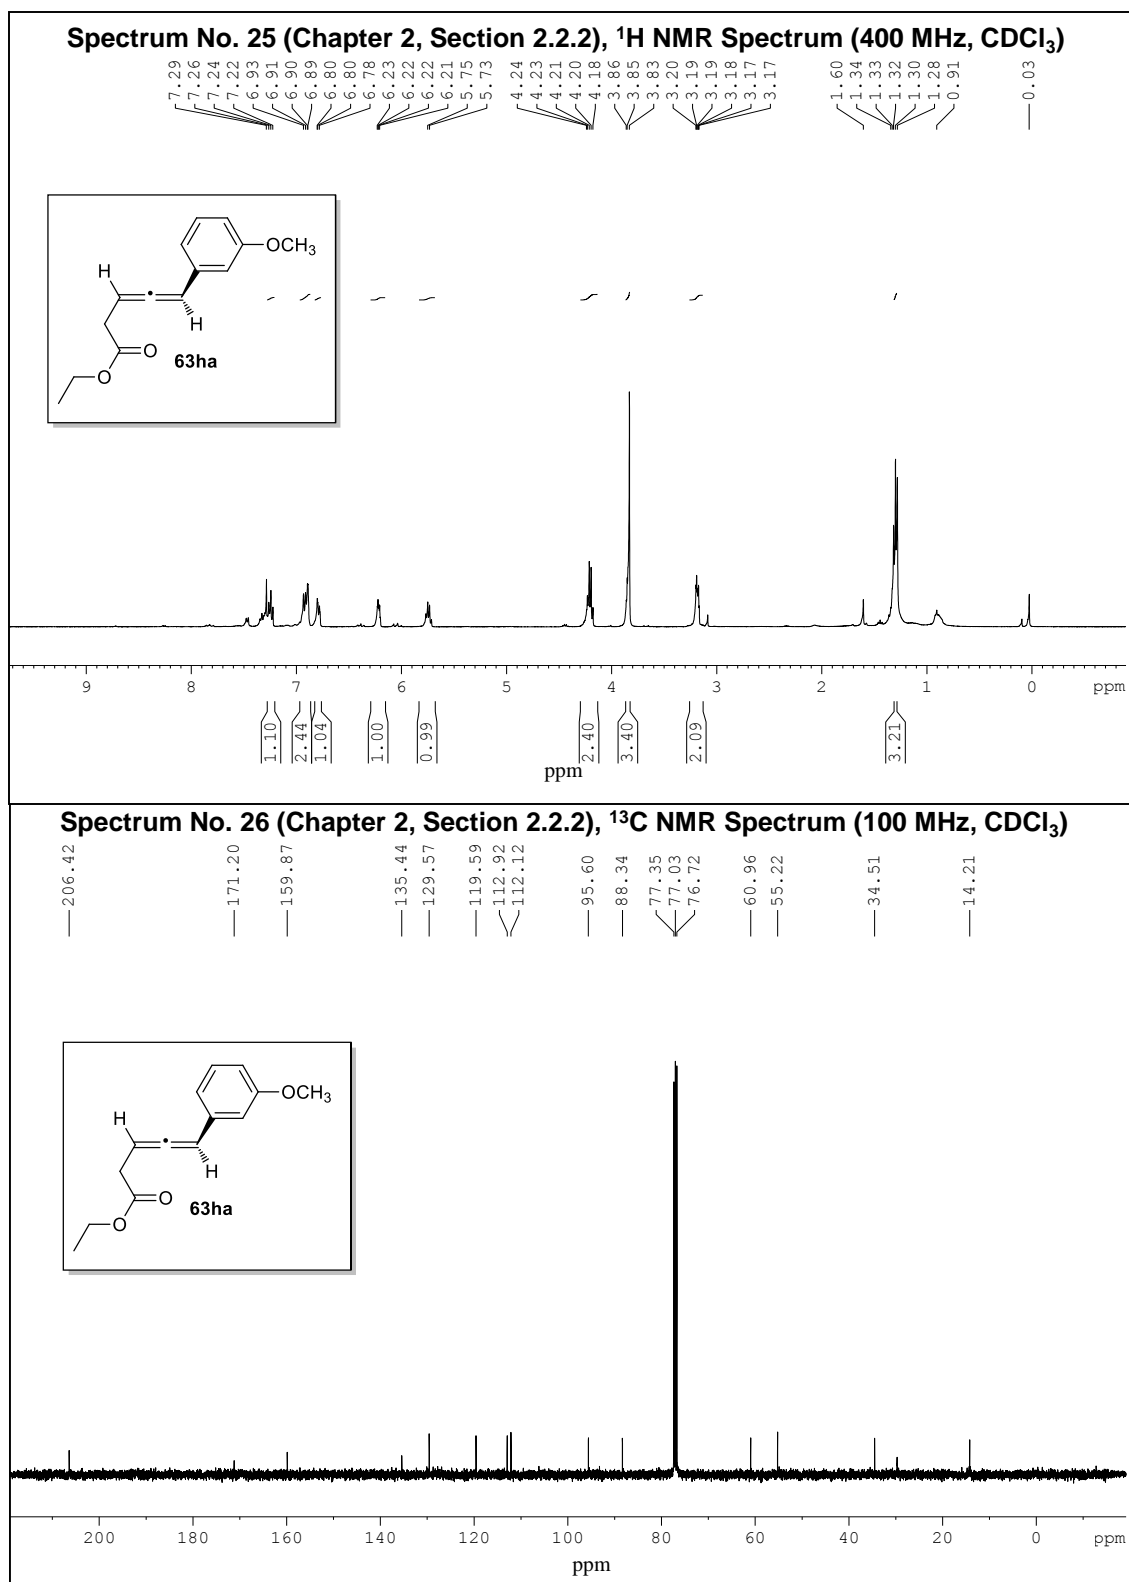 Spectrum No. 25 (Chapter 2, Section 2.2.2), ¹H NMR Spectrum (400 MHz, CDCl₃)
7.29 7.26 7.24 7.22 6.93 6.91 6.90 6.89 6.80 6.80 6.78 6.23 6.22 6.22 6.21 5.75 5.73 4.24 4.23 4.21 4.20 4.18 3.86 3.85 3.83 3.20 3.19 3.19 3.18 3.17 3.17 1.60 1.34 1.33 1.32 1.30 1.28 0.91 0.03
OCH₃
H
H
O
O
63ha
9 8 7 6 5 4 3 2 1 0 ppm
1.10 2.44 1.04 1.00 0.99 2.40 3.40 2.09 3.21
ppm
Spectrum No. 26 (Chapter 2, Section 2.2.2), ¹³C NMR Spectrum (100 MHz, CDCl₃)
206.42 171.20 159.87 135.44 129.57 119.59 112.92 112.12 95.60 88.34 77.35 77.03 76.72 60.96 55.22 34.51 14.21
OCH₃
H
H
O
O
63ha
200 180 160 140 120 100 80 60 40 20 0 ppm
ppm